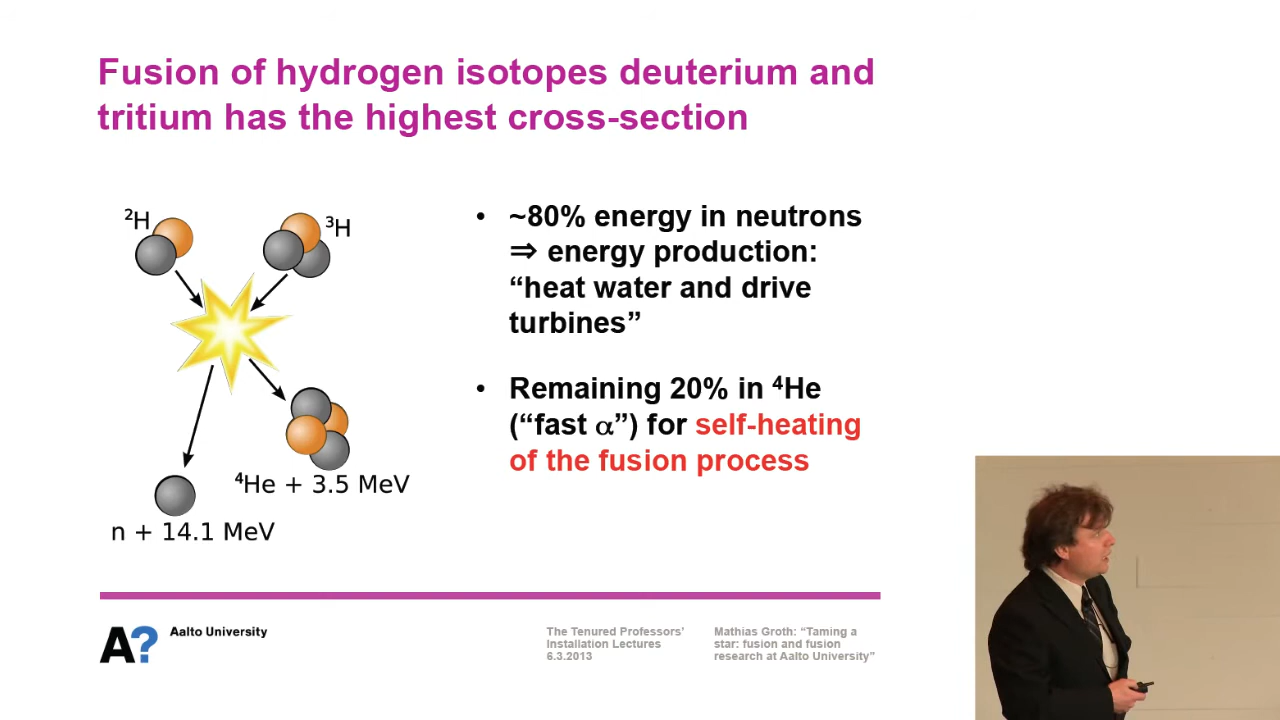 Fusion of hydrogen isotopes deuterium and
tritium has the highest cross-section
²H
³H
⁴He + 3.5 MeV
n + 14.1 MeV
• ~80% energy in neutrons
⇒ energy production:
“heat water and drive
turbines”
• Remaining 20% in ⁴He
(“fast α”) for self-heating
of the fusion process
A?
Aalto University
The Tenured Professors’
Installation Lectures
6.3.2013
Mathias Groth: “Taming a
star: fusion and fusion
research at Aalto University”